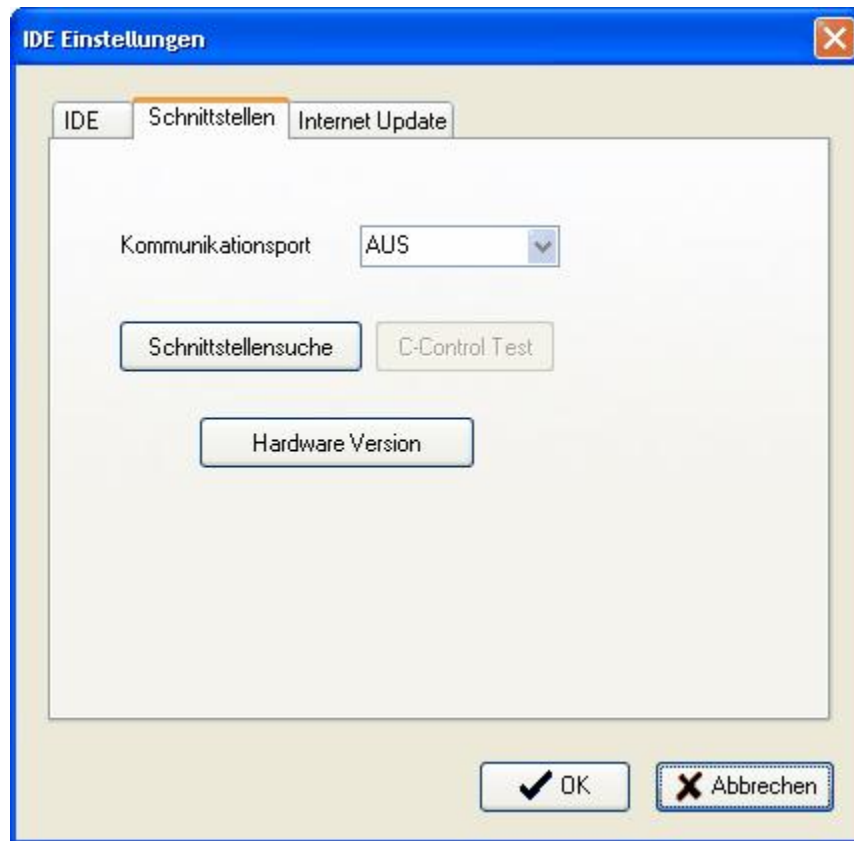 IDE Einstellungen
IDE Schnittstellen Internet Update
Kommunikationsport AUS
Schnittstellensuche C-Control Test
Hardware Version
OK Abbrechen